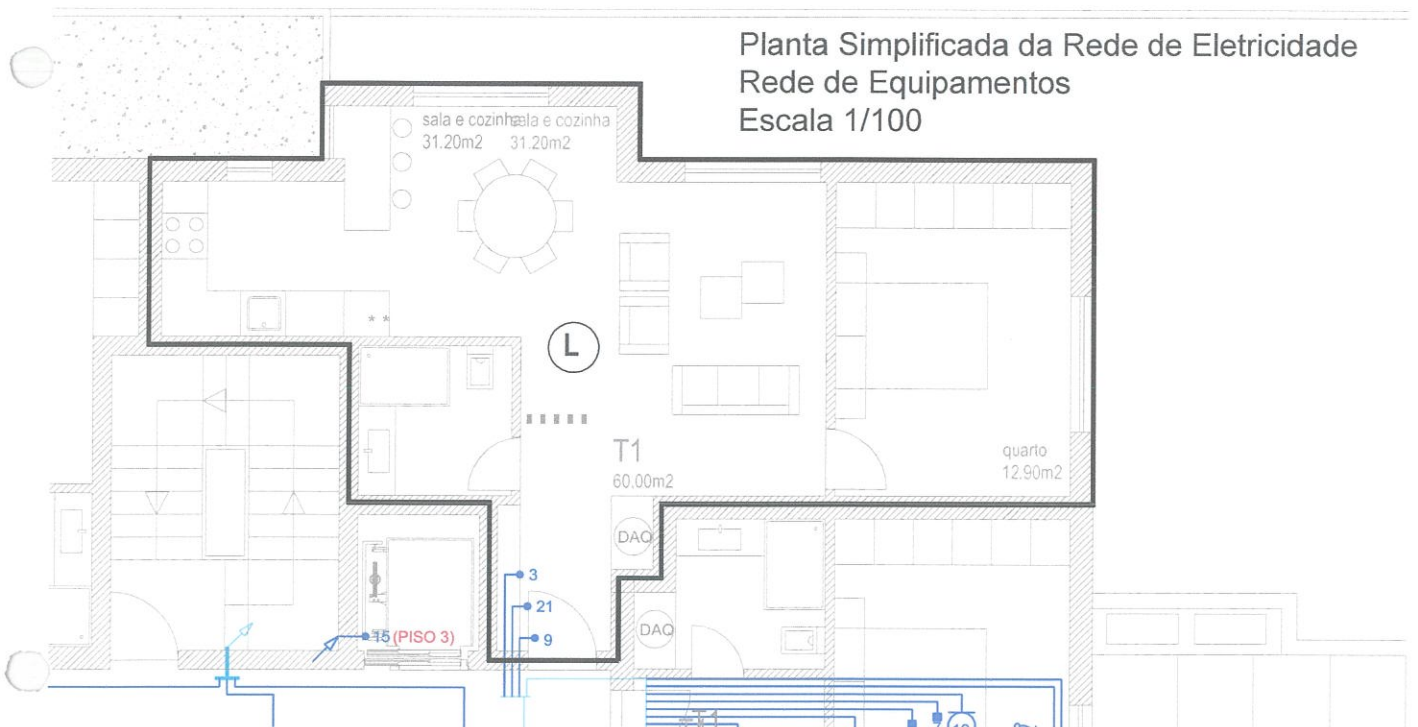 Planta Simplificada da Rede de Eletricidade
Rede de Equipamentos
Escala 1/100
sala e cozinha sala e cozinha
31.20m2 31.20m2
* *
L
T1
60.00m2
quarto
12.90m2
DAQ
3
21
15 (PISO 3)
9
DAQ
T1